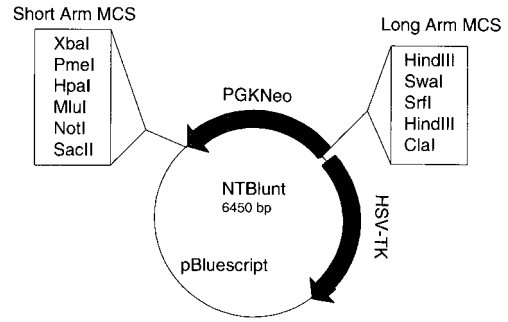 Short Arm MCS
XbaI
PmeI
HpaI
MluI
NotI
SacII
Long Arm MCS
HindIII
SwaI
SrfI
HindIII
ClaI
PGKNeo
NTBlunt
6450 bp
HSV-TK
pBluescript